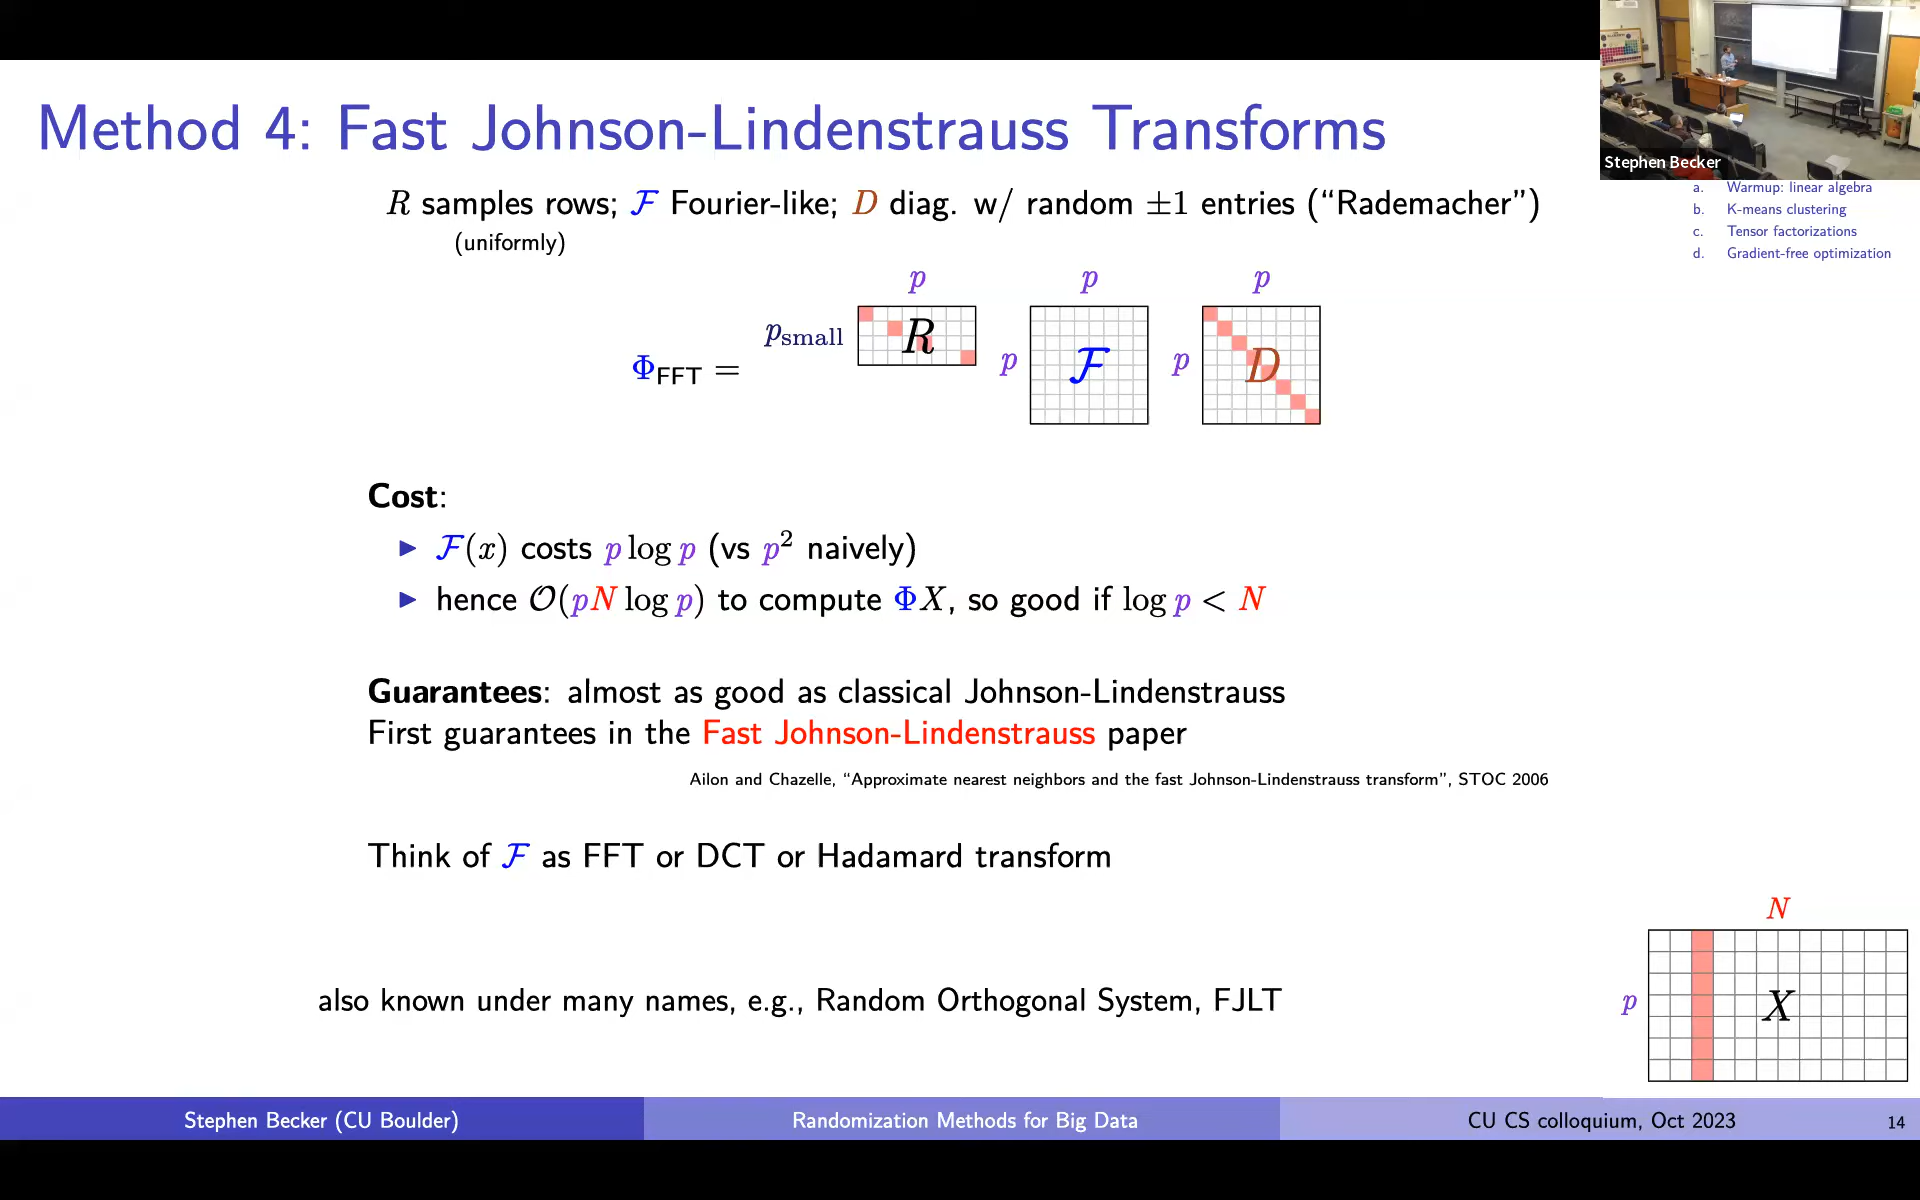 Method 4: Fast Johnson-Lindenstrauss Transforms
Stephen Becker
a. Warmup: linear algebra
b. K-means clustering
c. Tensor factorizations
d. Gradient-free optimization
R samples rows; ℱ Fourier-like; D diag. w/ random ±1 entries (“Rademacher”)
(uniformly)
p p p
p_small R
Φ_FFT = p ℱ p D
Cost:
▶ ℱ(x) costs p log p (vs p² naively)
▶ hence 𝒪(pN log p) to compute ΦX, so good if log p < N
Guarantees: almost as good as classical Johnson-Lindenstrauss
First guarantees in the Fast Johnson-Lindenstrauss paper
Ailon and Chazelle, “Approximate nearest neighbors and the fast Johnson-Lindenstrauss transform”, STOC 2006
Think of ℱ as FFT or DCT or Hadamard transform
N
p X
also known under many names, e.g., Random Orthogonal System, FJLT
Stephen Becker (CU Boulder) Randomization Methods for Big Data CU CS colloquium, Oct 2023 14